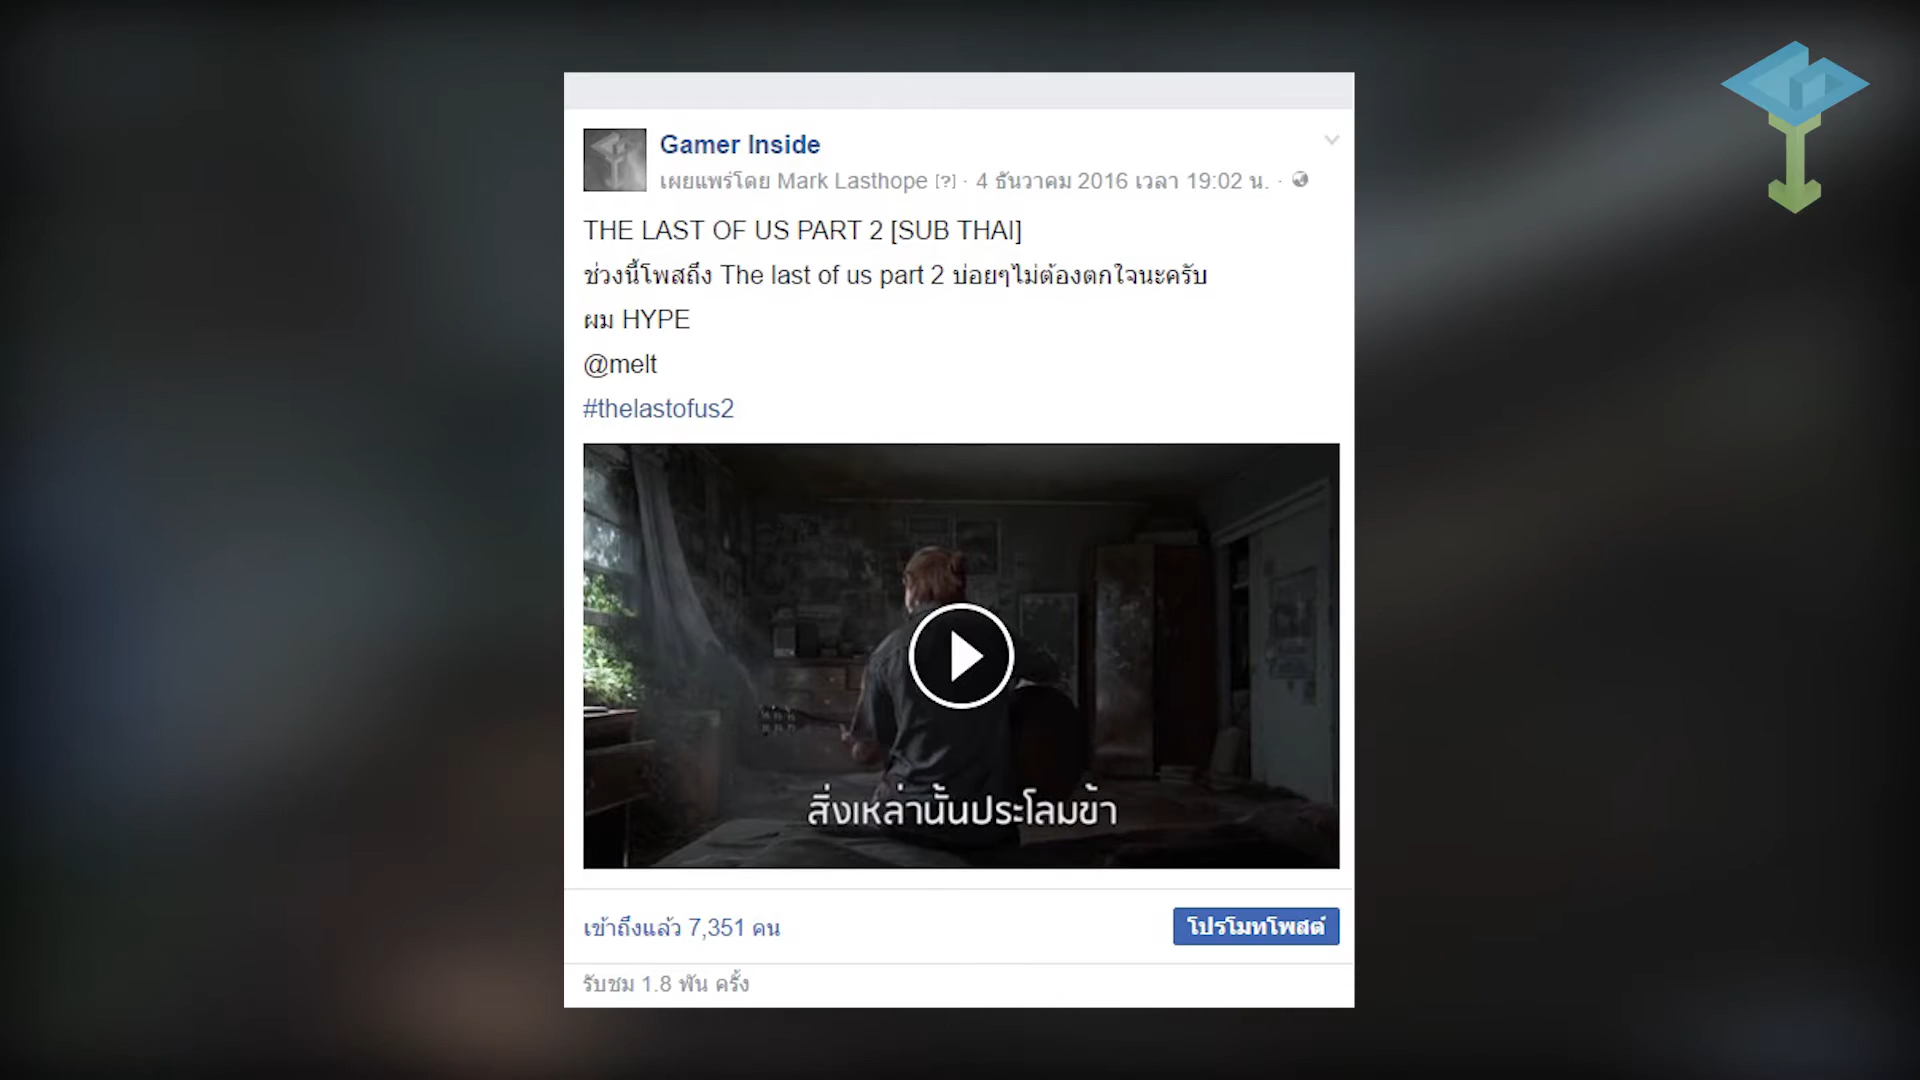 Gamer Inside
เผยแพร่โดย Mark Lasthope [?] · 4 ธันวาคม 2016 เวลา 19:02 น. ·
THE LAST OF US PART 2 [SUB THAI]
ช่วงนี้โพสถึง The last of us part 2 บ่อยๆไม่ต้องตกใจนะครับ
ผม HYPE
@melt
#thelastofus2
สิ่งเหล่านั้นประโลมข้า
เข้าถึงแล้ว 7,351 คน
โปรโมทโพสต์
รับชม 1.8 พัน ครั้ง